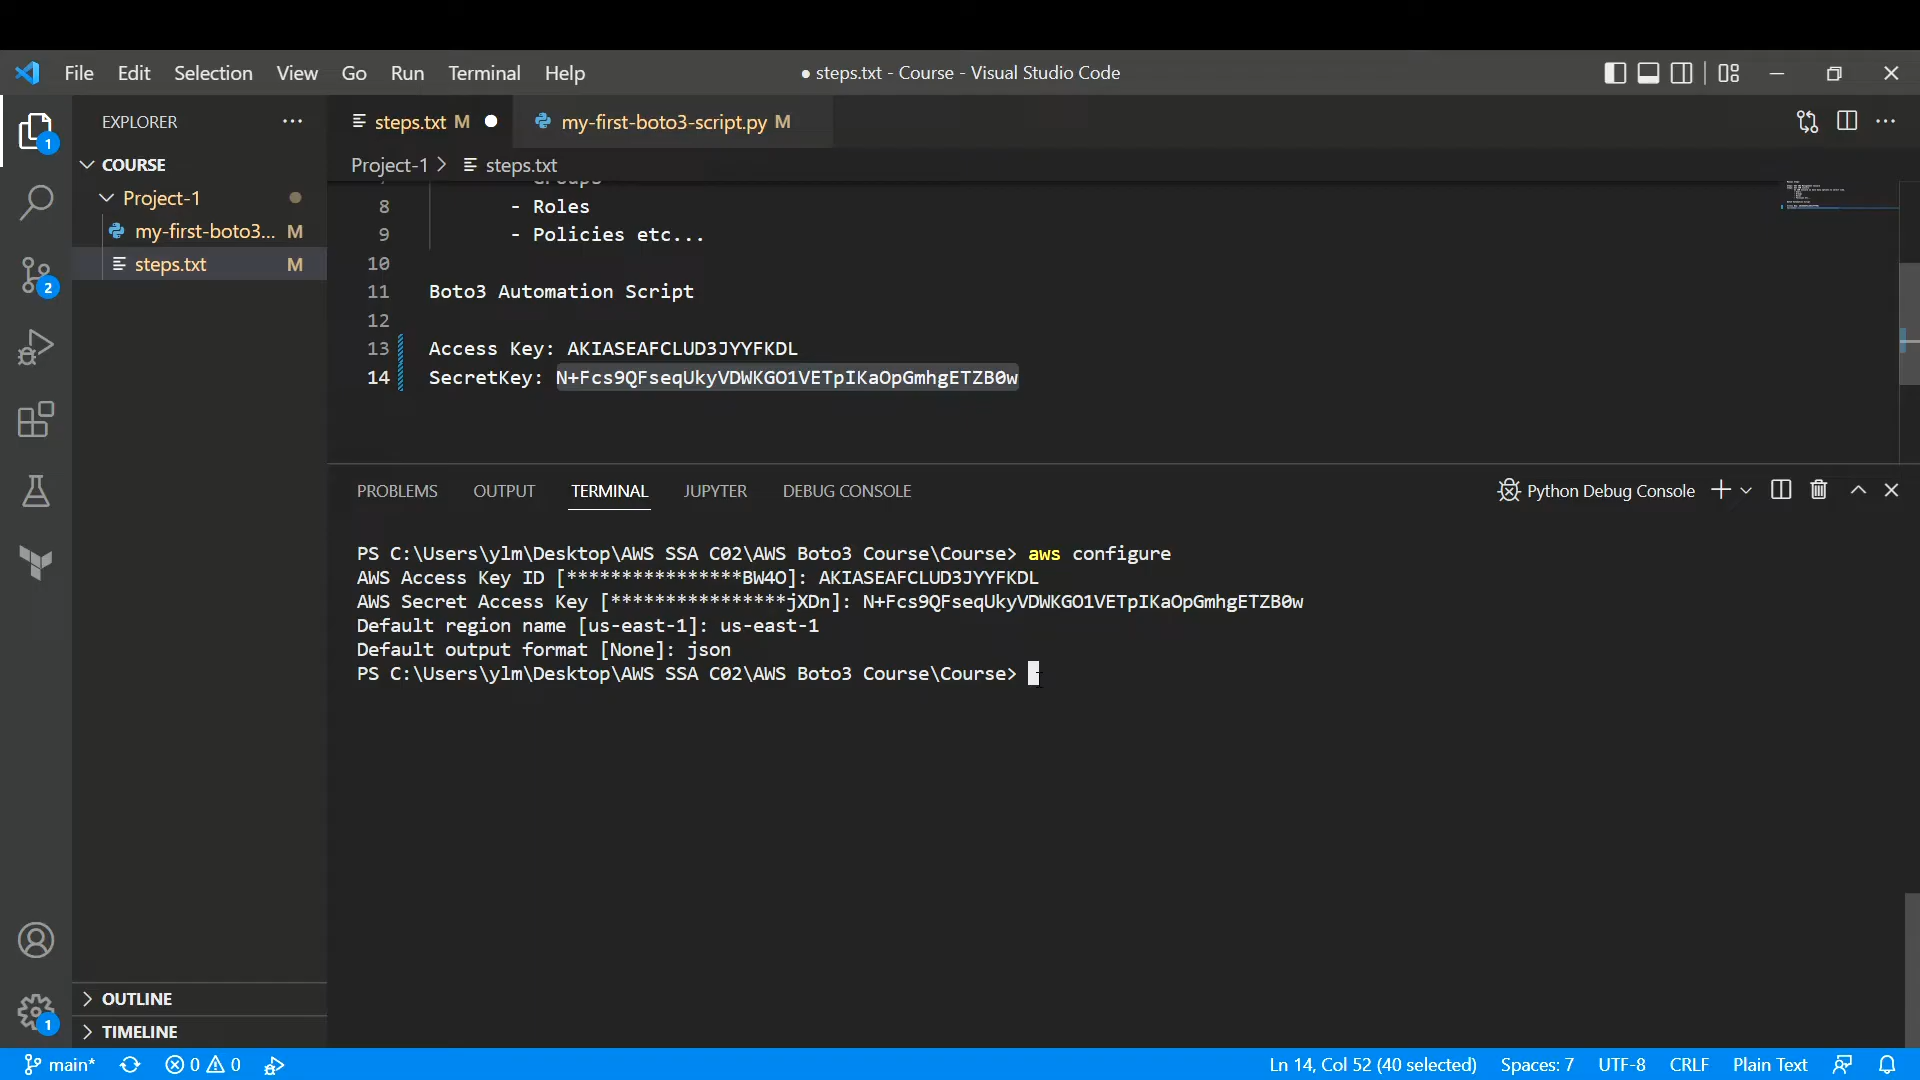 File Edit Selection View Go Run Terminal Help
● steps.txt - Course - Visual Studio Code
EXPLORER
COURSE
Project-1
my-first-boto3... M
steps.txt M
steps.txt M
my-first-boto3-script.py M
Project-1 > steps.txt
- Groups
8 - Roles
9 - Policies etc...
10
11 Boto3 Automation Script
12
13 Access Key: AKIASEAFCLUD3JYYFKDL
14 SecretKey: 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
PROBLEMS OUTPUT TERMINAL JUPYTER DEBUG CONSOLE
Python Debug Console
PS C:\Users\ylm\Desktop\AWS SSA C02\AWS Boto3 Course\Course> aws configure
AWS Access Key ID [****************BW4O]: AKIASEAFCLUD3JYYFKDL
AWS Secret Access Key [****************jXDn]: 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
Default region name [us-east-1]: us-east-1
Default output format [None]: json
PS C:\Users\ylm\Desktop\AWS SSA C02\AWS Boto3 Course\Course>
1
2
1
OUTLINE
TIMELINE
main* 0 0
Ln 14, Col 52 (40 selected) Spaces: 7 UTF-8 CRLF Plain Text